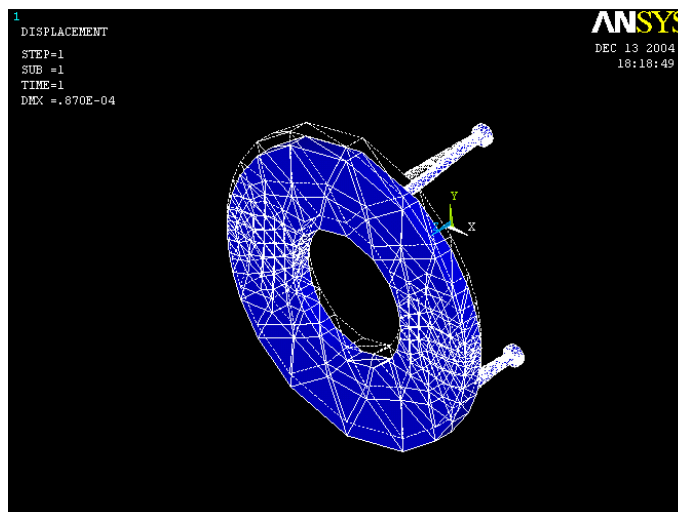 1
DISPLACEMENT
STEP=1
SUB =1
TIME=1
DMX =.870E-04
ANSYS
DEC 13 2004
18:18:49
Y
X